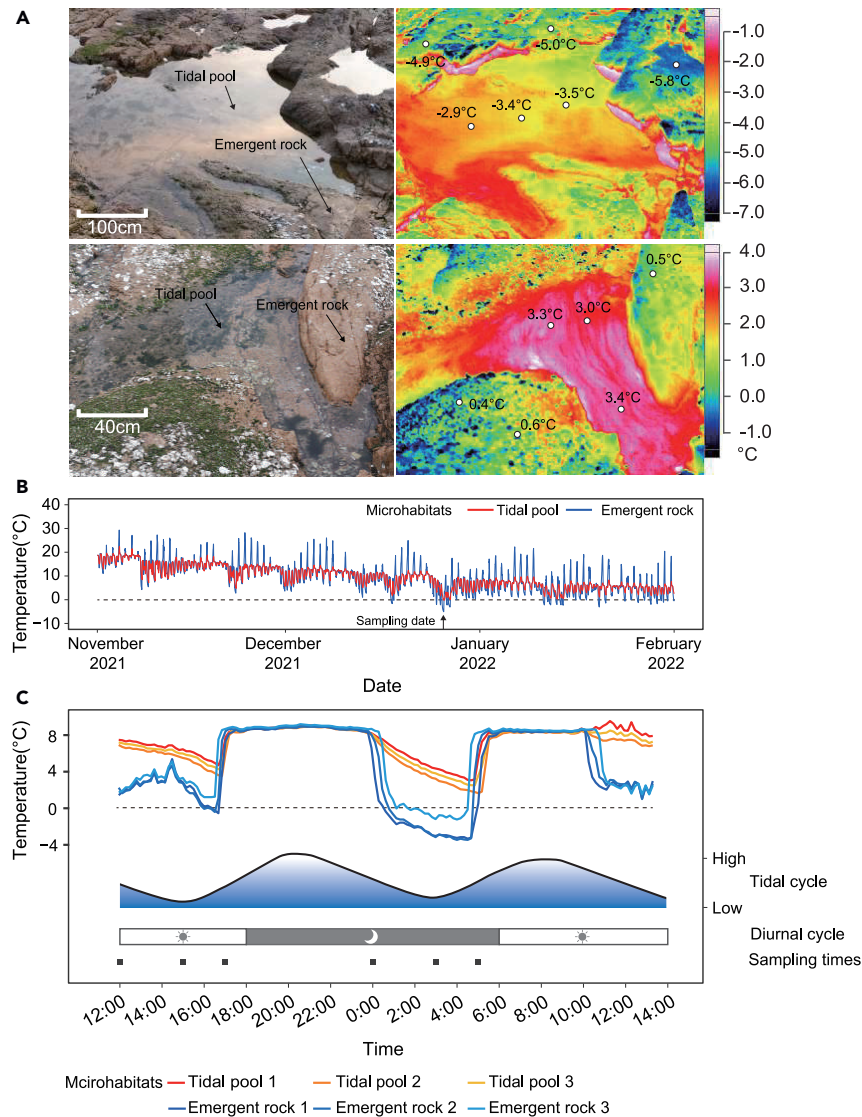 A
Tidal pool
Emergent rock
100cm
-4.9°C
-5.0°C
-5.8°C
-3.5°C
-3.4°C
-2.9°C
-1.0
-2.0
-3.0
-4.0
-5.0
-6.0
-7.0
Tidal pool
Emergent rock
40cm
0.5°C
3.3°C
3.0°C
3.4°C
0.4°C
0.6°C
4.0
3.0
2.0
1.0
0.0
-1.0
°C
B
Temperature(°C)
40
30
20
10
0
−10
Microhabitats Tidal pool Emergent rock
Sampling date
November 2021
December 2021
January 2022
February 2022
Date
C
Temperature(°C)
8
4
0
−4
High
Low
Tidal cycle
Diurnal cycle
Sampling times
12:00 14:00 16:00 18:00 20:00 22:00 0:00 2:00 4:00 6:00 8:00 10:00 12:00 14:00
Time
Mcirohabitats Tidal pool 1 Tidal pool 2 Tidal pool 3
Emergent rock 1 Emergent rock 2 Emergent rock 3